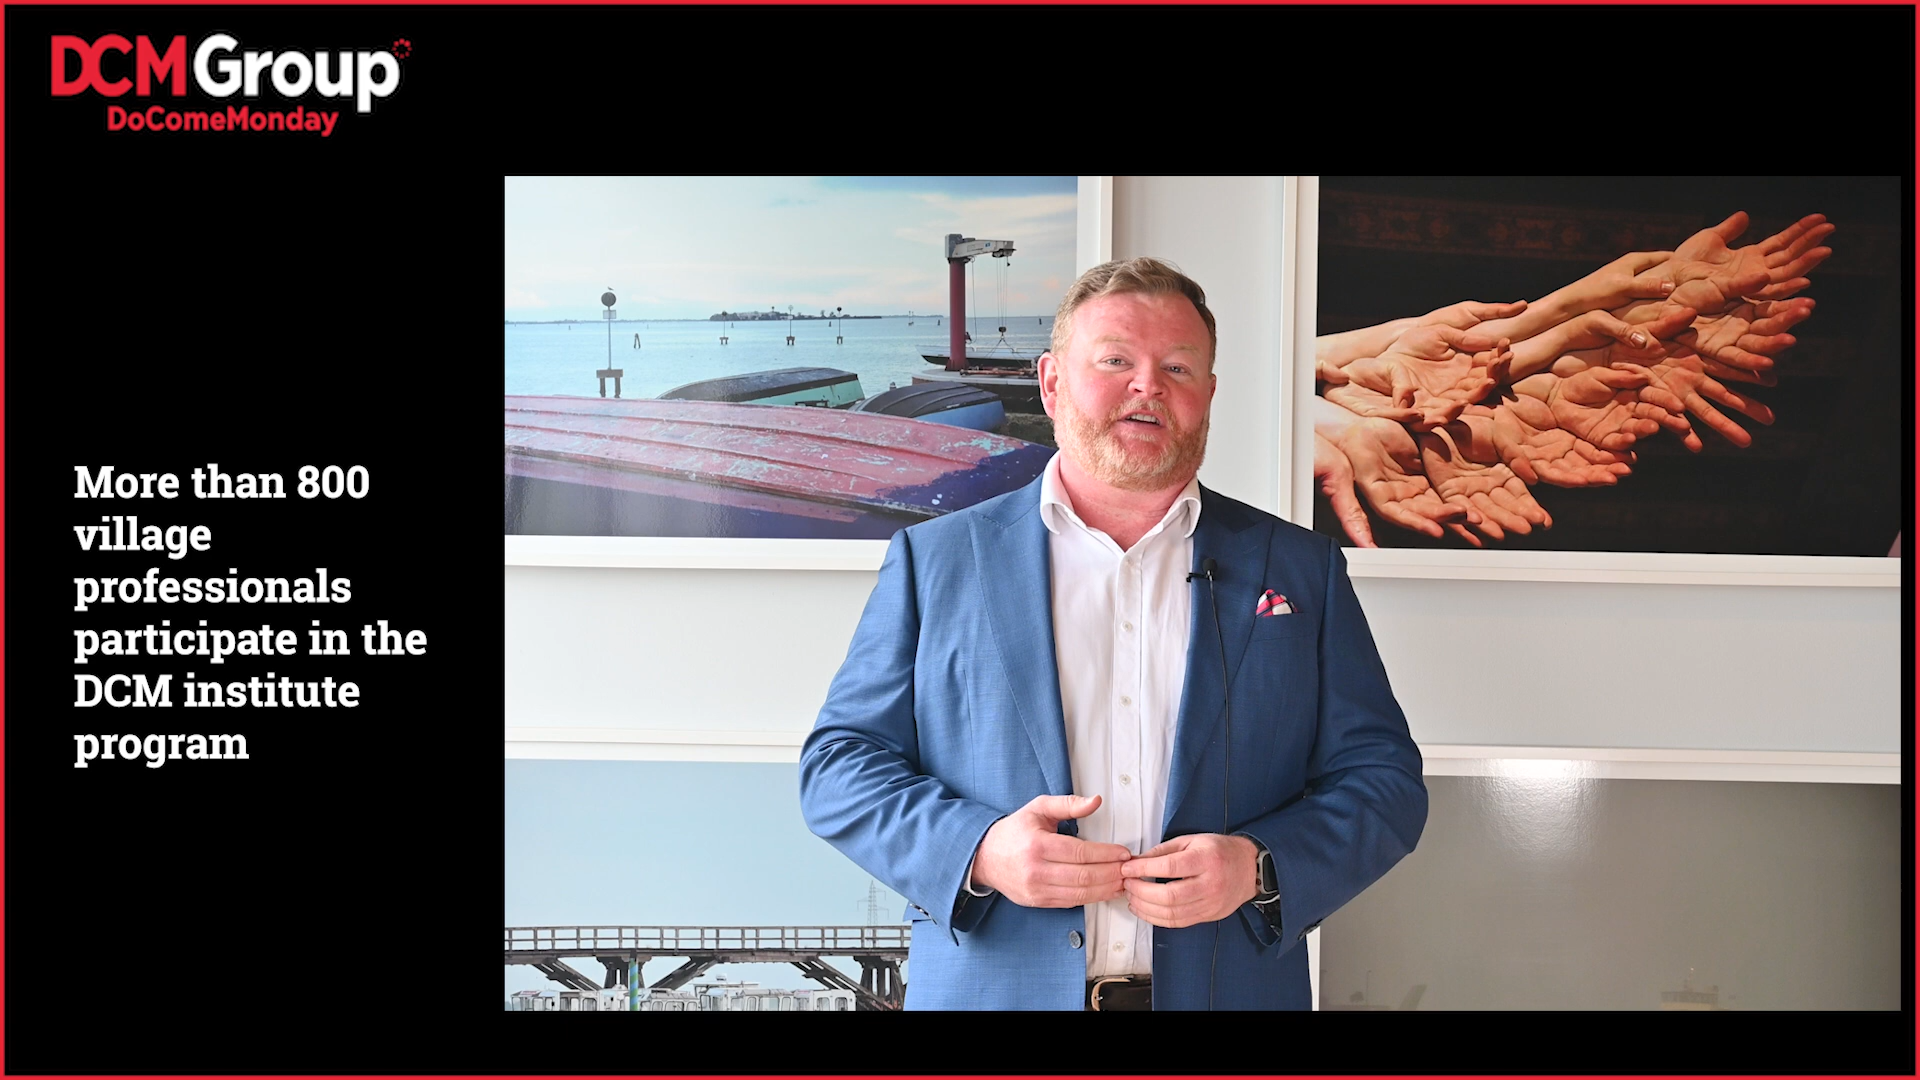 DCMGroup
DoComeMonday
More than 800
village
professionals
participate in the
DCM institute
program